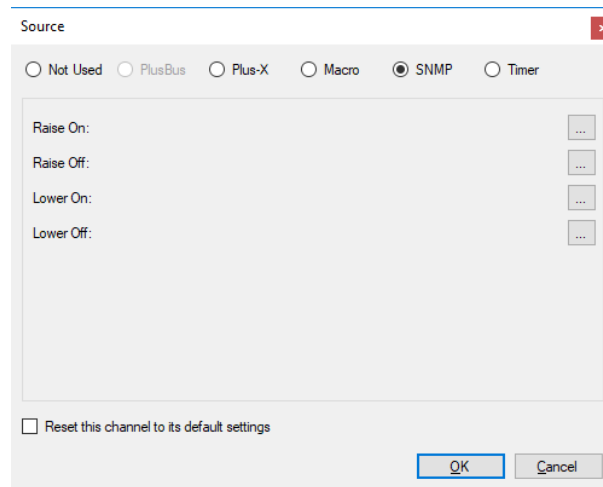 Source
Not Used PlusBus Plus-X Macro SNMP Timer
Raise On: ...
Raise Off: ...
Lower On: ...
Lower Off: ...
Reset this channel to its default settings
OK Cancel